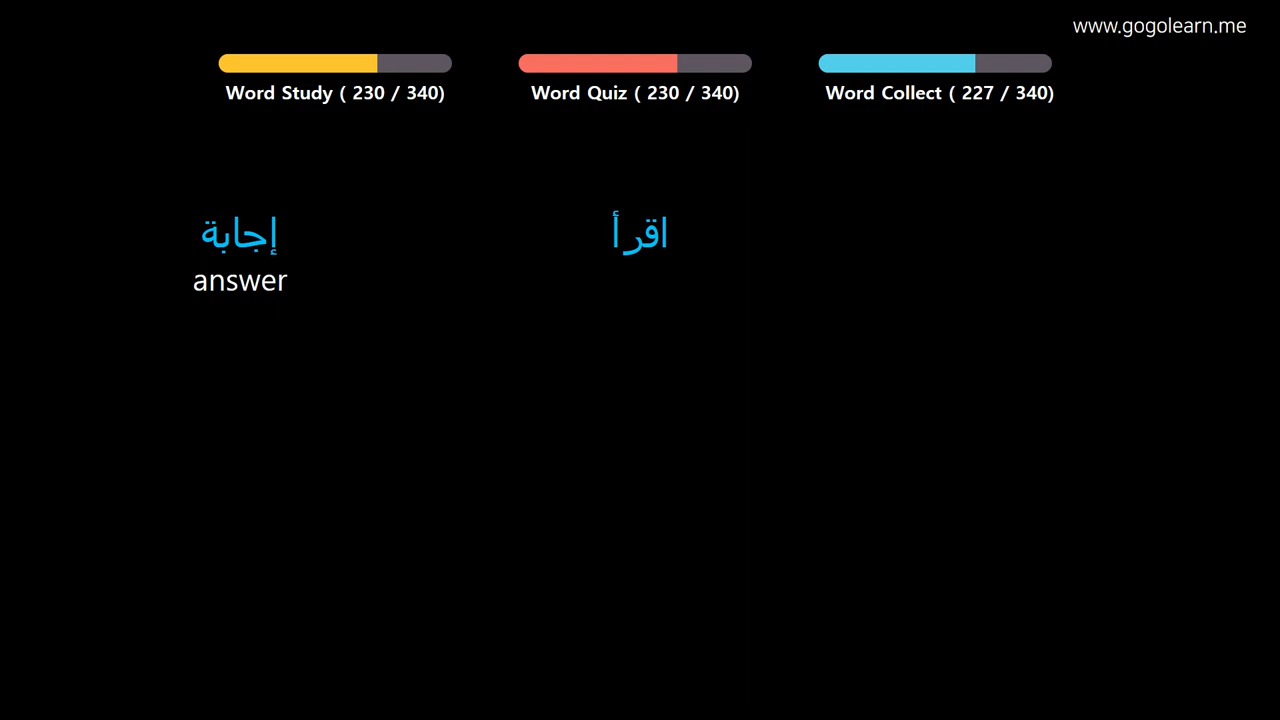 www.gogolearn.me
Word Study ( 230 / 340)
Word Quiz ( 230 / 340)
Word Collect ( 227 / 340)
إجابة
answer
اقرأ